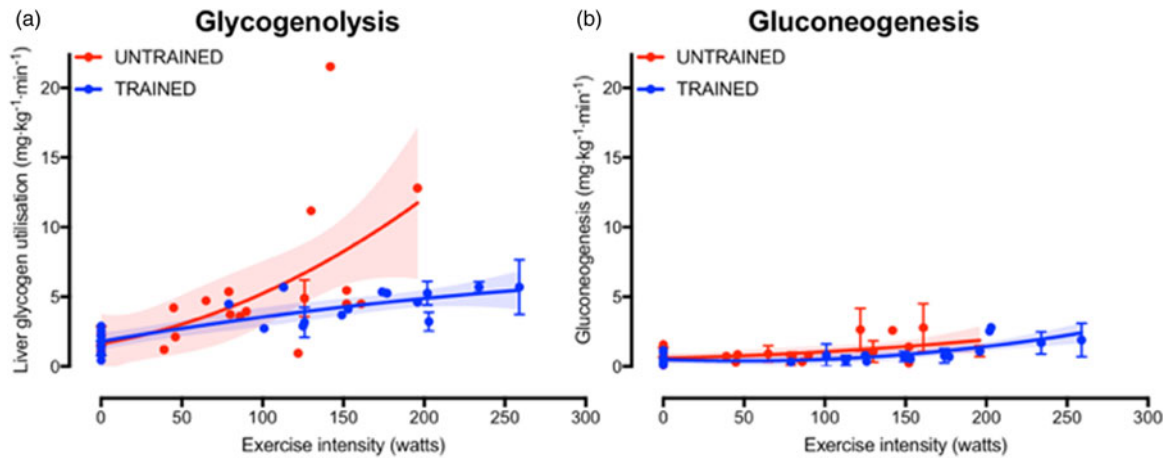 (a)
Glycogenolysis
UNTRAINED
TRAINED
Liver glycogen utilisation (mg·kg⁻¹·min⁻¹)
20
15
10
5
0
0 50 100 150 200 250 300
Exercise intensity (watts)
(b)
Gluconeogenesis
UNTRAINED
TRAINED
Gluconeogenesis (mg·kg⁻¹·min⁻¹)
20
15
10
5
0
0 50 100 150 200 250 300
Exercise intensity (watts)